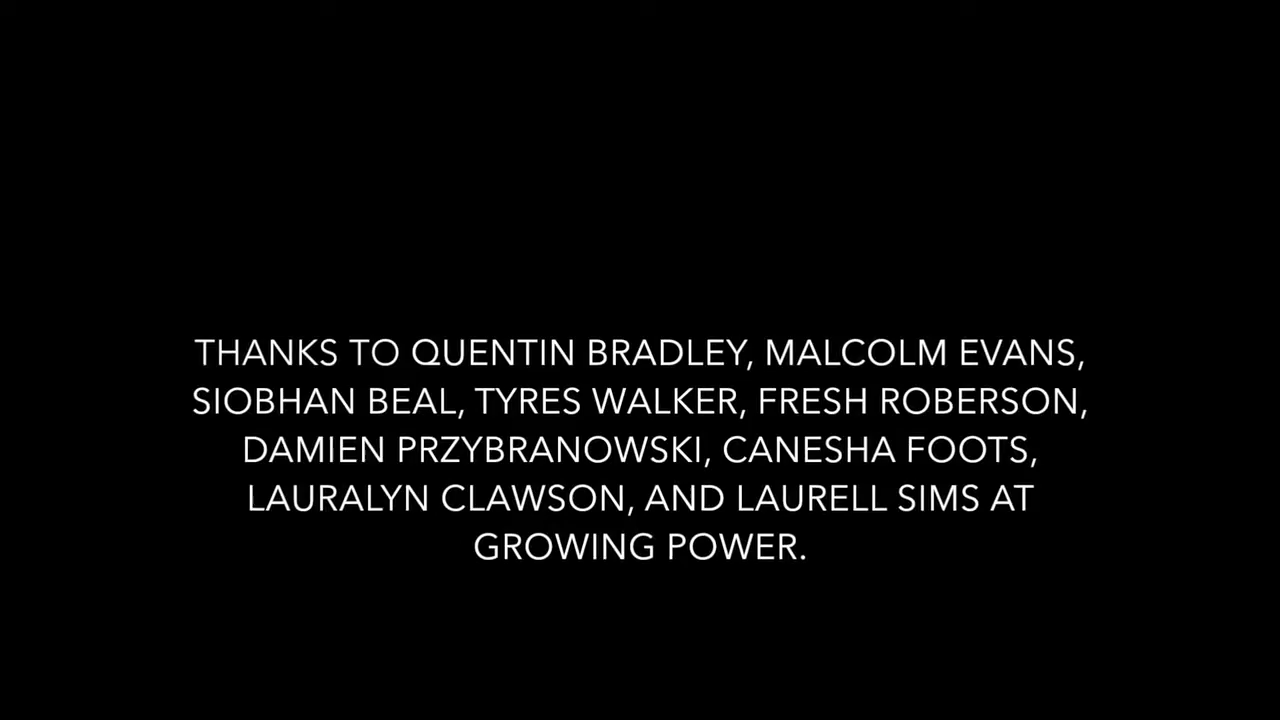 THANKS TO QUENTIN BRADLEY, MALCOLM EVANS,
SIOBHAN BEAL, TYRES WALKER, FRESH ROBERSON,
DAMIEN PRZYBRANOWSKI, CANESHA FOOTS,
LAURALYN CLAWSON, AND LAURELL SIMS AT
GROWING POWER.